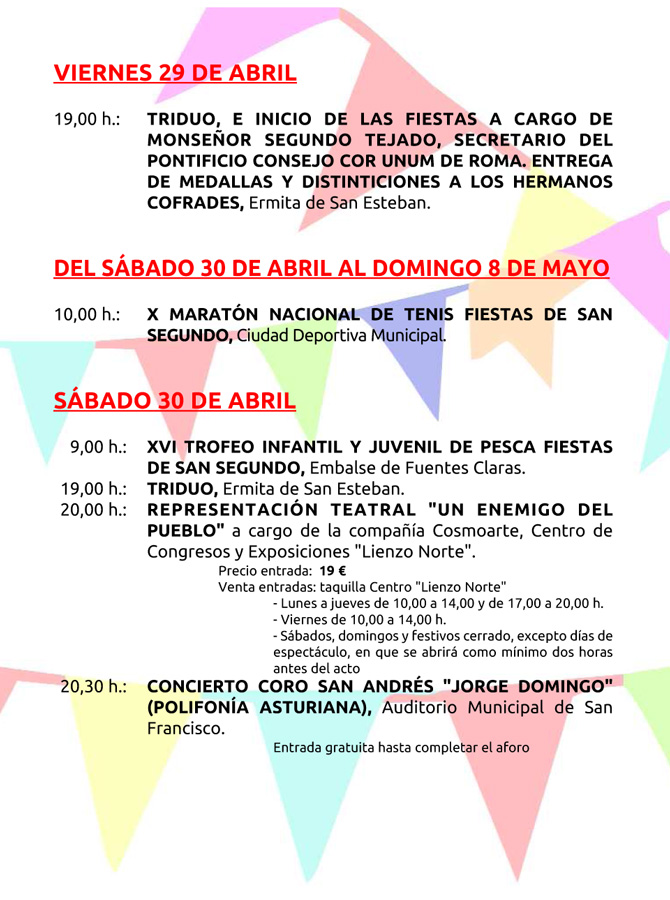 VIERNES 29 DE ABRIL
19,00 h.: TRIDUO, E INICIO DE LAS FIESTAS A CARGO DE
MONSEÑOR SEGUNDO TEJADO, SECRETARIO DEL
PONTIFICIO CONSEJO COR UNUM DE ROMA. ENTREGA
DE MEDALLAS Y DISTINTICIONES A LOS HERMANOS
COFRADES, Ermita de San Esteban.
DEL SÁBADO 30 DE ABRIL AL DOMINGO 8 DE MAYO
10,00 h.: X MARATÓN NACIONAL DE TENIS FIESTAS DE SAN
SEGUNDO, Ciudad Deportiva Municipal.
SÁBADO 30 DE ABRIL
9,00 h.: XVI TROFEO INFANTIL Y JUVENIL DE PESCA FIESTAS
DE SAN SEGUNDO, Embalse de Fuentes Claras.
19,00 h.: TRIDUO, Ermita de San Esteban.
20,00 h.: REPRESENTACIÓN TEATRAL "UN ENEMIGO DEL
PUEBLO" a cargo de la compañía Cosmoarte, Centro de
Congresos y Exposiciones "Lienzo Norte".
Precio entrada: 19 €
Venta entradas: taquilla Centro "Lienzo Norte"
- Lunes a jueves de 10,00 a 14,00 y de 17,00 a 20,00 h.
- Viernes de 10,00 a 14,00 h.
- Sábados, domingos y festivos cerrado, excepto días de
espectáculo, en que se abrirá como mínimo dos horas
antes del acto
20,30 h.: CONCIERTO CORO SAN ANDRÉS "JORGE DOMINGO"
(POLIFONÍA ASTURIANA), Auditorio Municipal de San
Francisco.
Entrada gratuita hasta completar el aforo